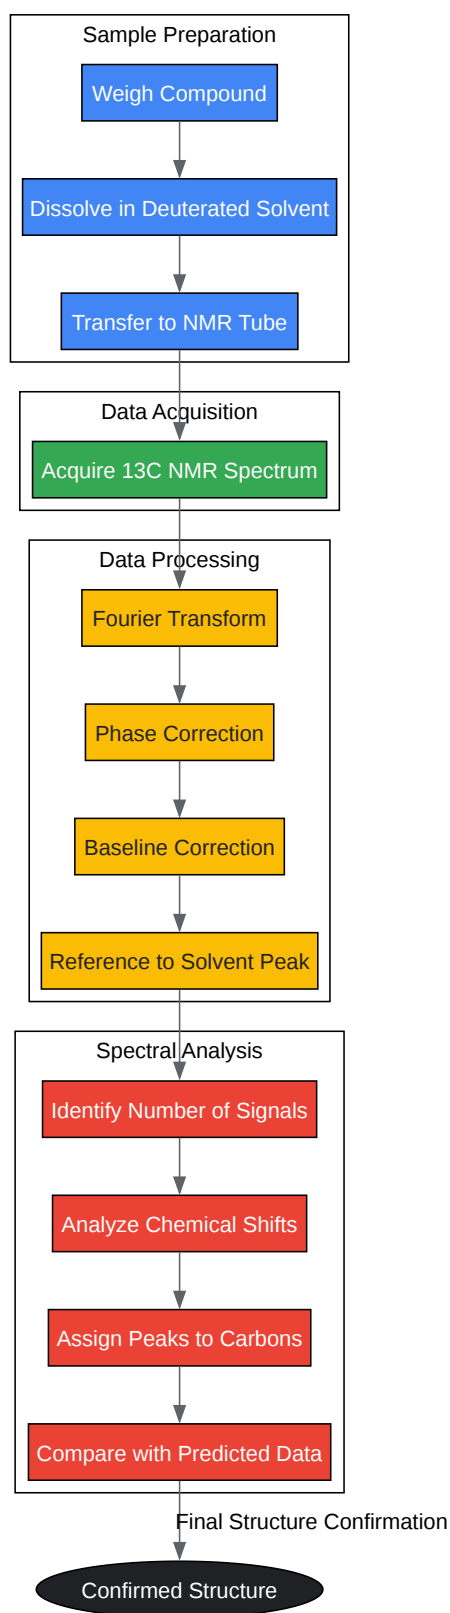 Sample Preparation
Weigh Compound
Dissolve in Deuterated Solvent
Transfer to NMR Tube
Data Acquisition
Acquire 13C NMR Spectrum
Data Processing
Fourier Transform
Phase Correction
Baseline Correction
Reference to Solvent Peak
Spectral Analysis
Identify Number of Signals
Analyze Chemical Shifts
Assign Peaks to Carbons
Compare with Predicted Data
Final Structure Confirmation
Confirmed Structure